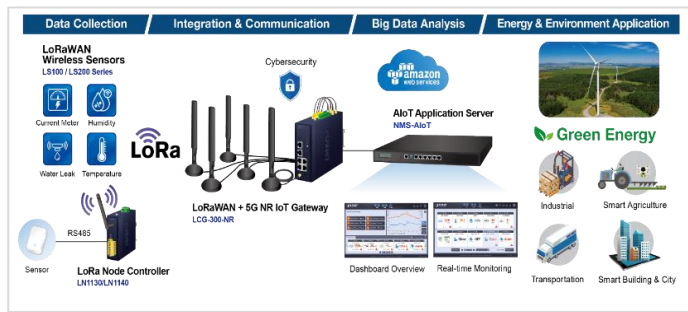 Data Collection
Integration & Communication
Big Data Analysis
Energy & Environment Application
LoRaWAN
Wireless Sensors
LS100 / LS200 Series
Current Meter
Humidity
Water Leak
Temperature
LoRa
RS485
Sensor
LoRa Node Controller
LN1130/LN1140
Cybersecurity
LoRaWAN + 5G NR IoT Gateway
LCG-300-NR
amazon
web services
AIoT Application Server
NMS-AIoT
Dashboard Overview
Real-time Monitoring
Green Energy
Industrial
Smart Agriculture
Transportation
Smart Building & City